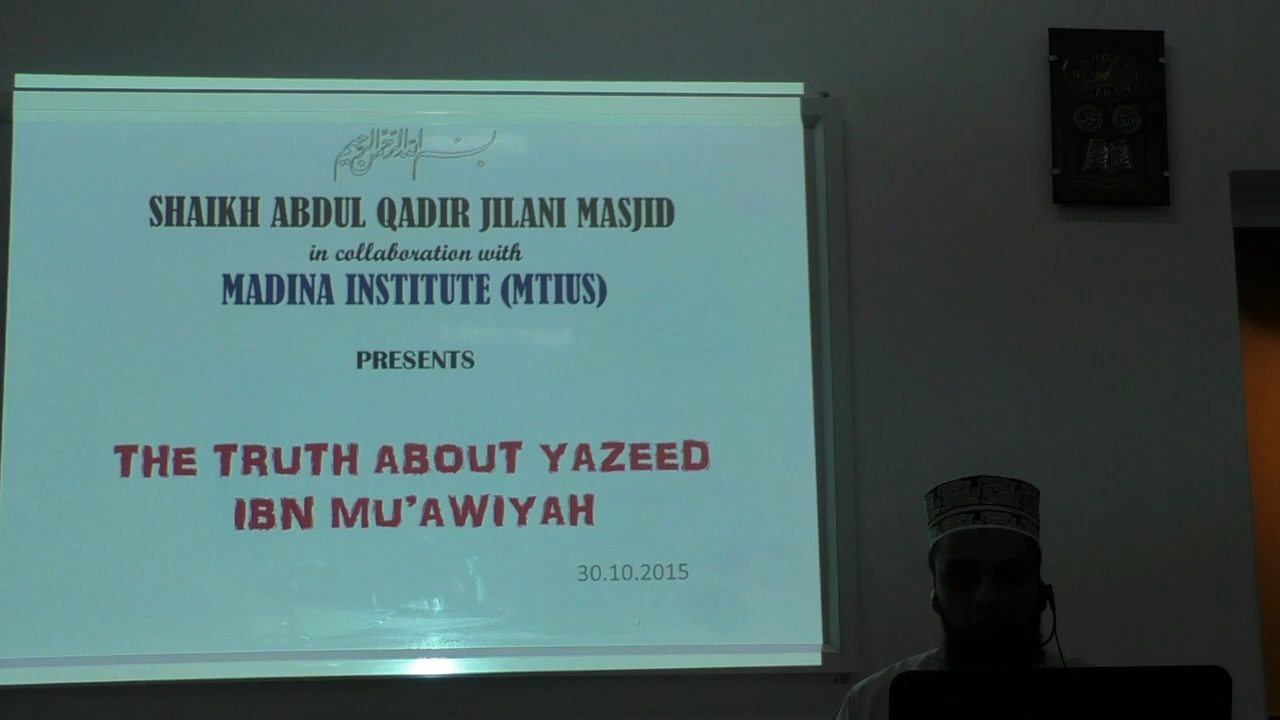 بسم الله الرحمن الرحيم
SHAIKH ABDUL QADIR JILANI MASJID
in collaboration with
MADINA INSTITUTE (MTIUS)
PRESENTS
THE TRUTH ABOUT YAZEED
IBN MU'AWIYAH
30.10.2015